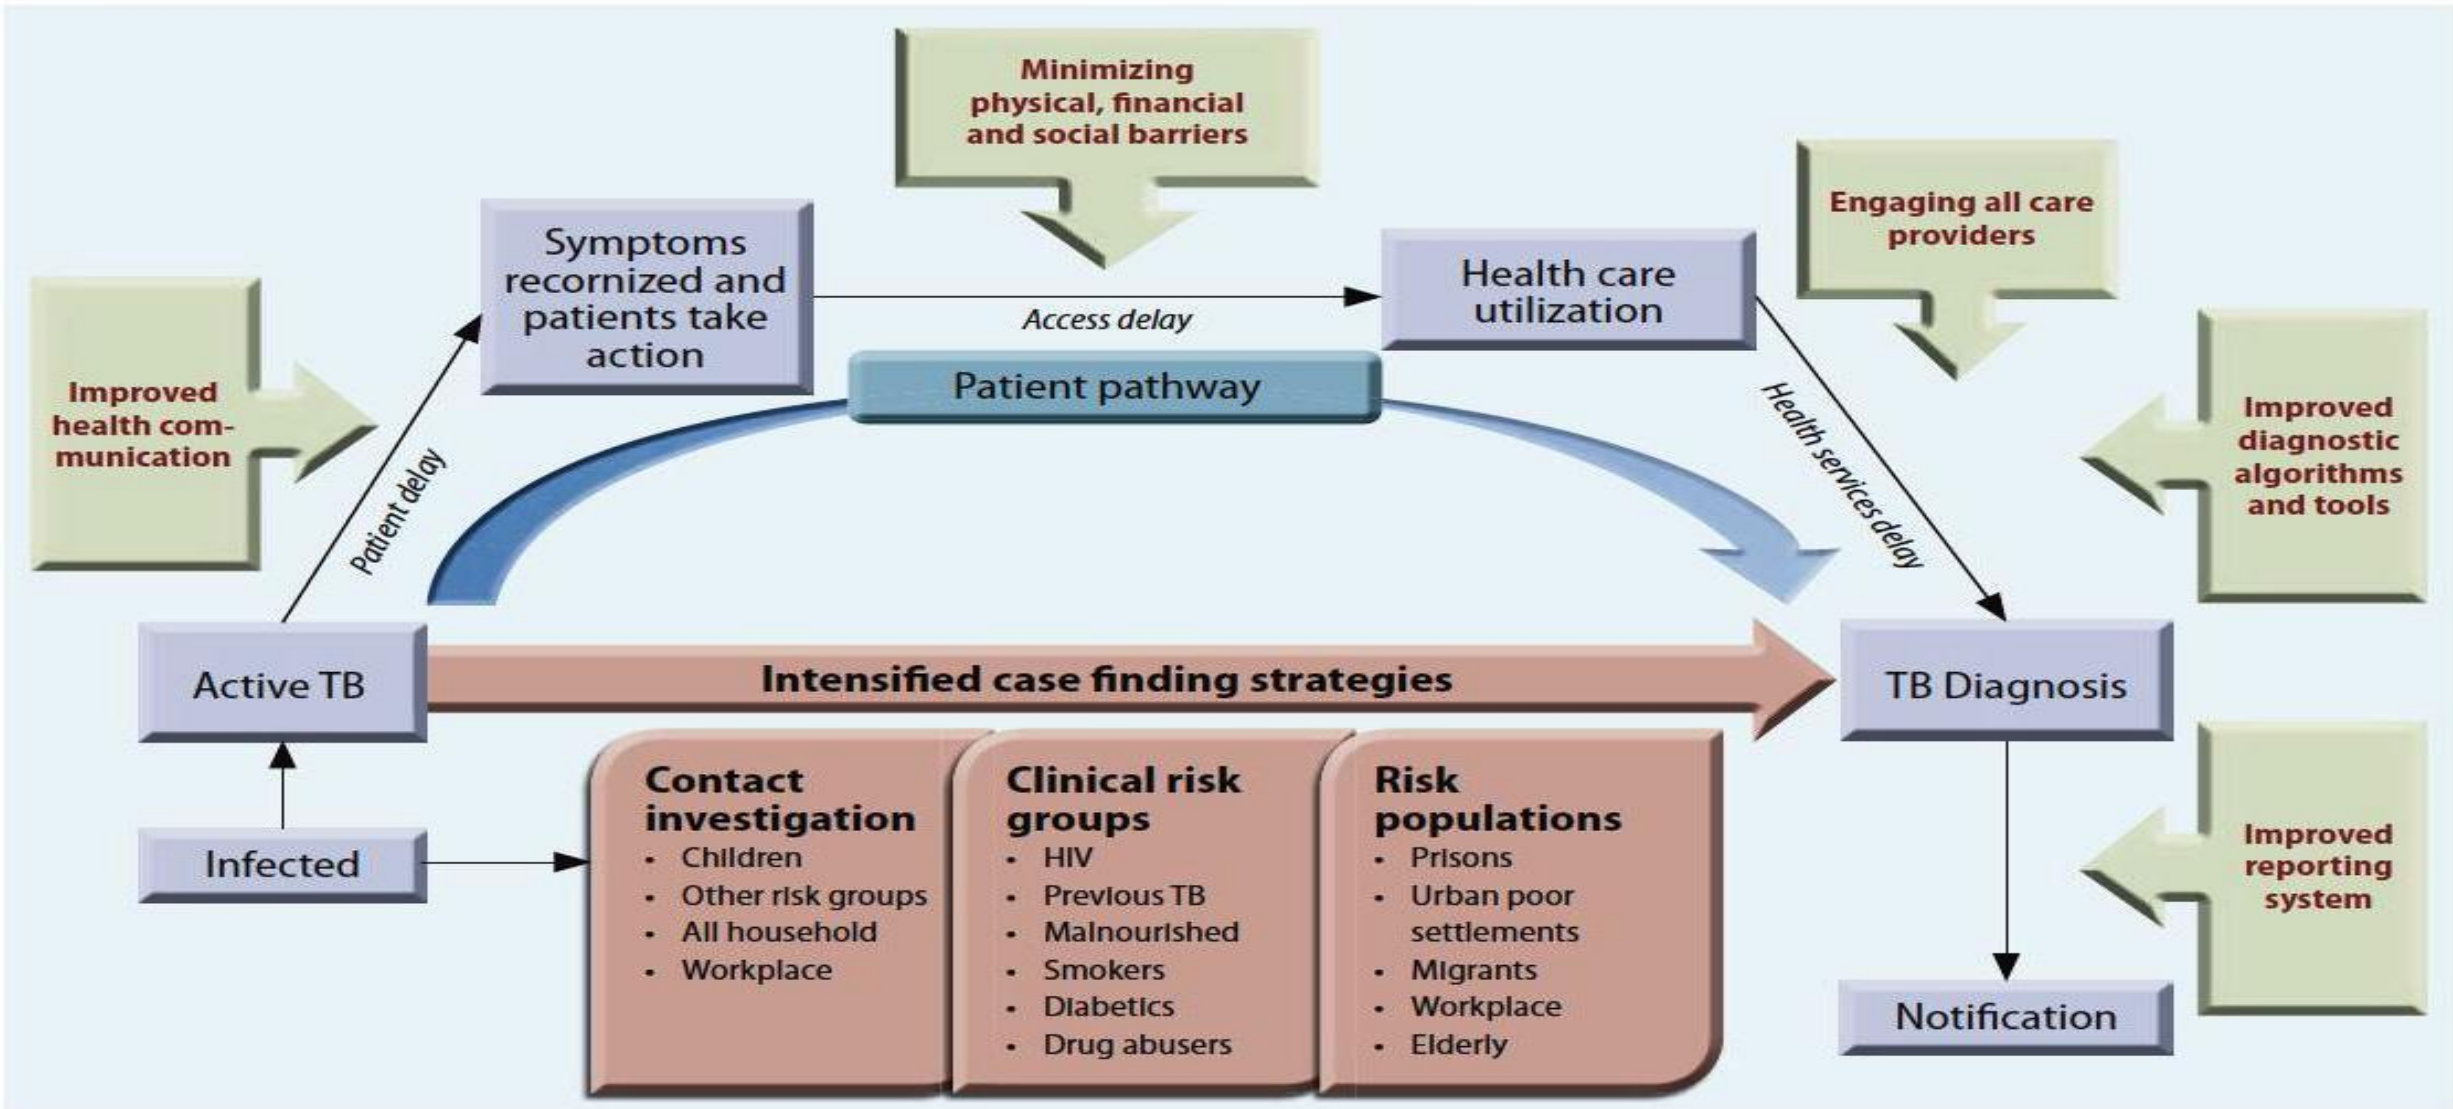 Minimizing
physical, financial
and social barriers
Engaging all care
providers
Symptoms
recornized and
patients take
action
Health care
utilization
Access delay
Patient pathway
Improved
health com-
munication
Patient delay
Health services delay
Improved
diagnostic
algorithms
and tools
Active TB
Intensified case finding strategies
TB Diagnosis
Infected
Contact
investigation
• Children
• Other risk groups
• All household
• Workplace
Clinical risk
groups
• HIV
• Previous TB
• Malnourished
• Smokers
• Diabetics
• Drug abusers
Risk
populations
• Prisons
• Urban poor
settlements
• Migrants
• Workplace
• Elderly
Improved
reporting
system
Notification